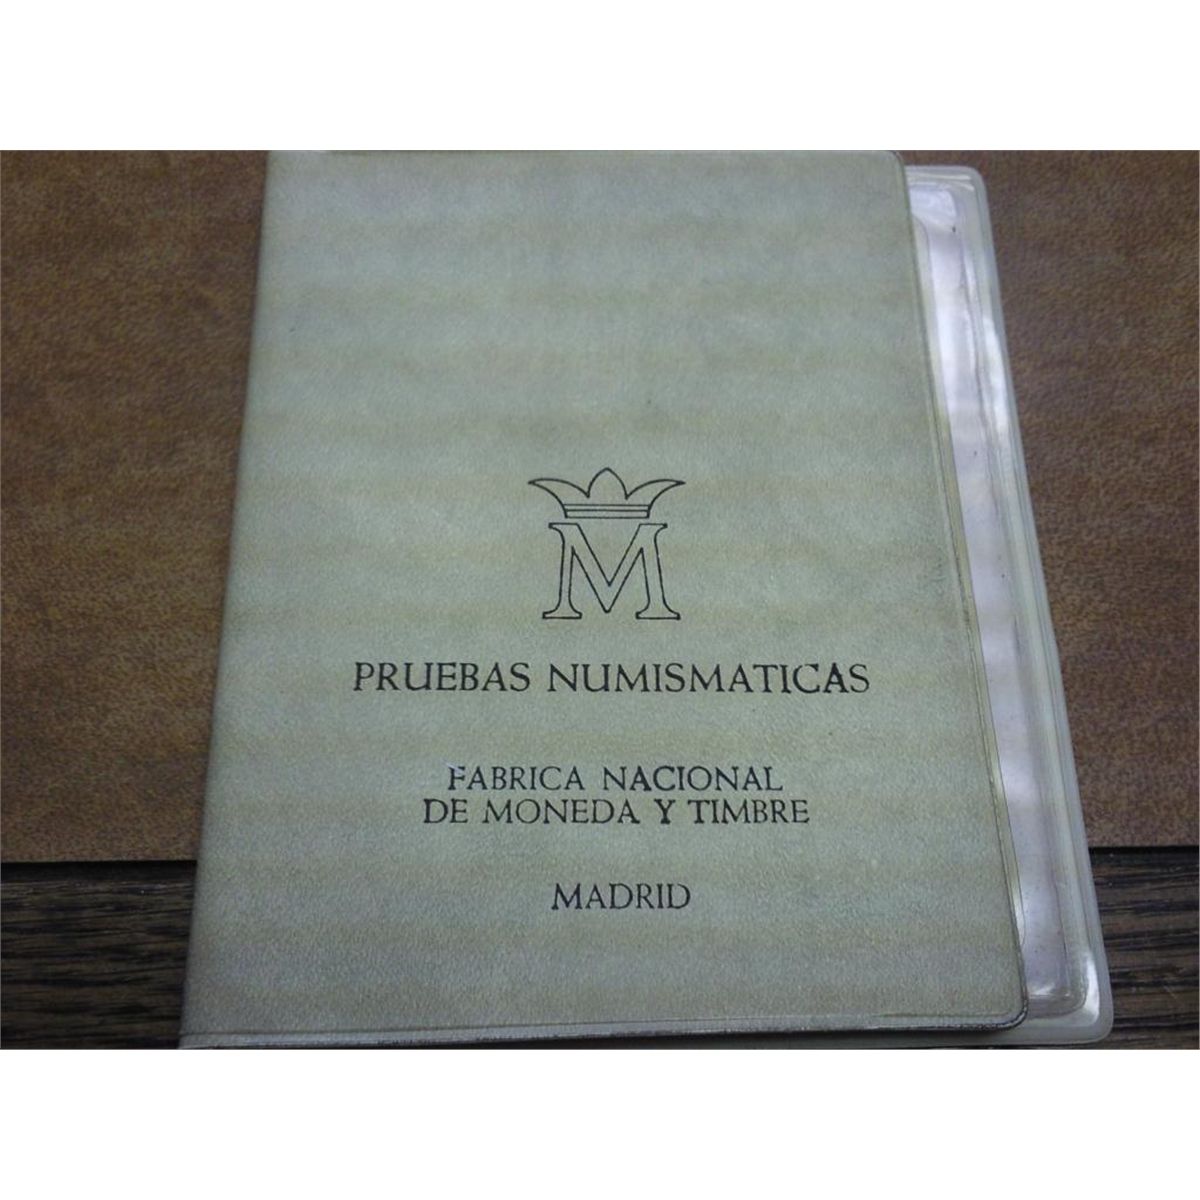 M
PRUEBAS NUMISMATICAS
FABRICA NACIONAL
DE MONEDA Y TIMBRE
MADRID